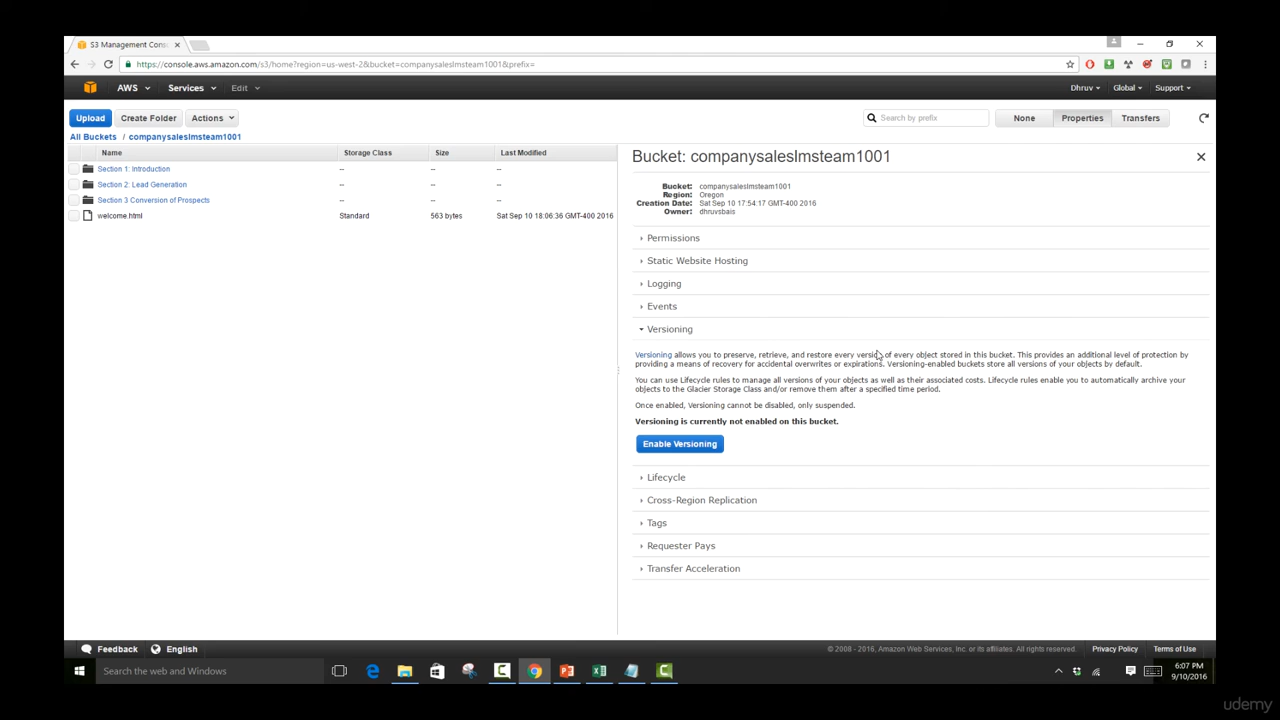 S3 Management Conso
https://console.aws.amazon.com/s3/home?region=us-west-2&bucket=companysaleslmsteam1001&prefix=
AWS Services Edit Dhruv Global Support
Upload Create Folder Actions Search by prefix None Properties Transfers
All Buckets / companysaleslmsteam1001
Name Storage Class Size Last Modified
Section 1: Introduction -- -- --
Section 2: Lead Generation -- -- --
Section 3 Conversion of Prospects -- -- --
welcome.html Standard 563 bytes Sat Sep 10 18:06:36 GMT-400 2016
Bucket: companysaleslmsteam1001
Bucket: companysaleslmsteam1001
Region: Oregon
Creation Date: Sat Sep 10 17:54:17 GMT-400 2016
Owner: dhruvsbais
Permissions
Static Website Hosting
Logging
Events
Versioning
Versioning allows you to preserve, retrieve, and restore every version of every object stored in this bucket. This provides an additional level of protection by
providing a means of recovery for accidental overwrites or expirations. Versioning-enabled buckets store all versions of your objects by default.
You can use Lifecycle rules to manage all versions of your objects as well as their associated costs. Lifecycle rules enable you to automatically archive your
objects to the Glacier Storage Class and/or remove them after a specified time period.
Once enabled, Versioning cannot be disabled, only suspended.
Versioning is currently not enabled on this bucket.
Enable Versioning
Lifecycle
Cross-Region Replication
Tags
Requester Pays
Transfer Acceleration
Feedback English © 2008 - 2016, Amazon Web Services, Inc. or its affiliates. All rights reserved. Privacy Policy Terms of Use
Search the web and Windows
6:07 PM
9/10/2016
udemy